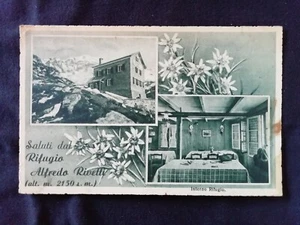 Saluti dal
Rifugio
Alfredo Rivetti
(alt. m. 2150 s. m.)
Interno Rifugio.